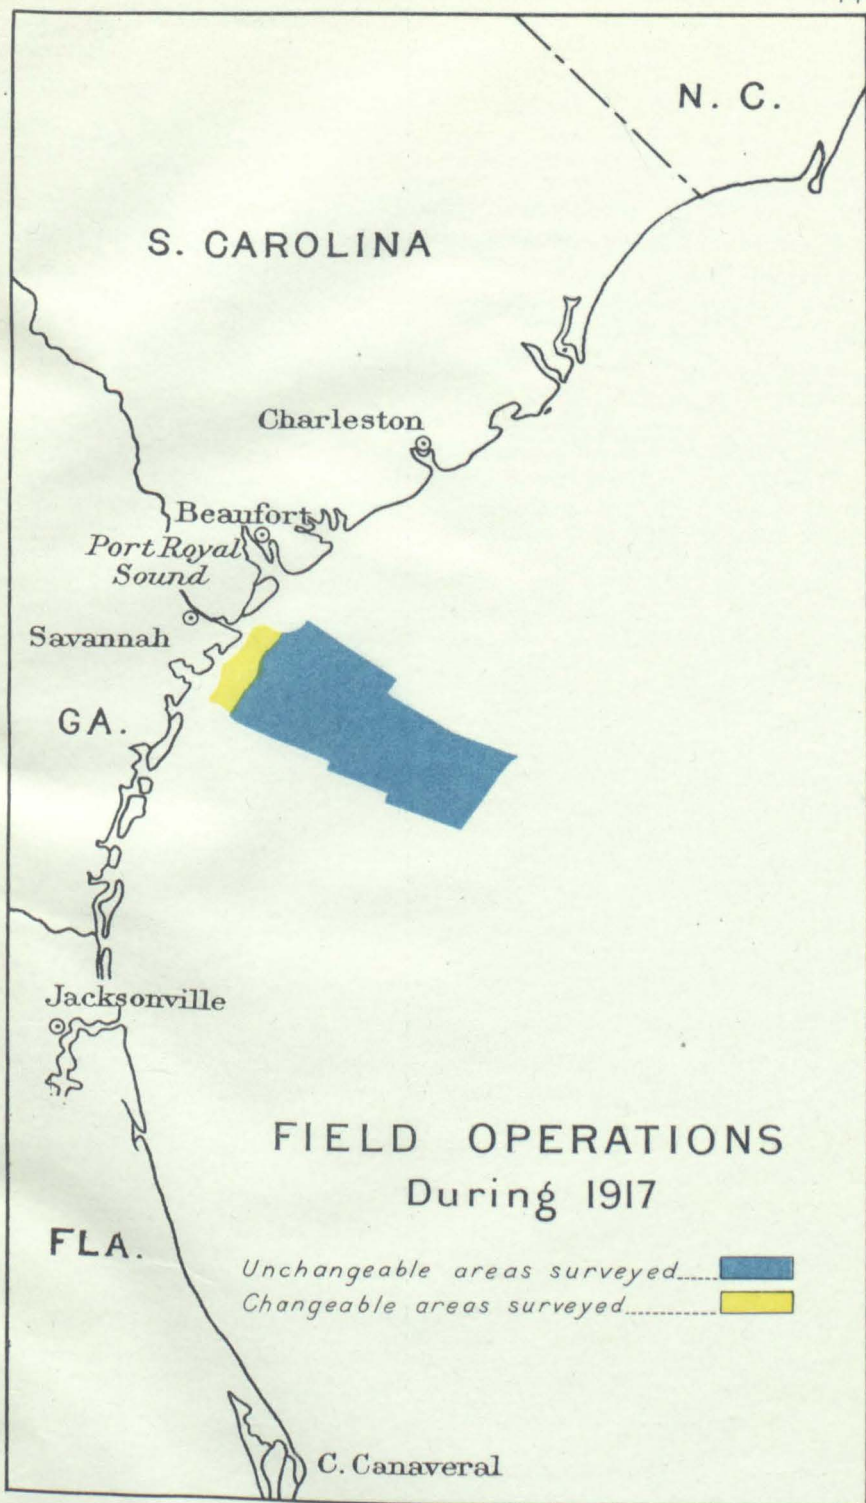 N. C.
S. CAROLINA
Charleston
Beaufort
Port Royal
Sound
Savannah
GA.
Jacksonville
FIELD OPERATIONS
During 1917
FLA.
Unchangeable areas surveyed
Changeable areas surveyed
C. Canaveral